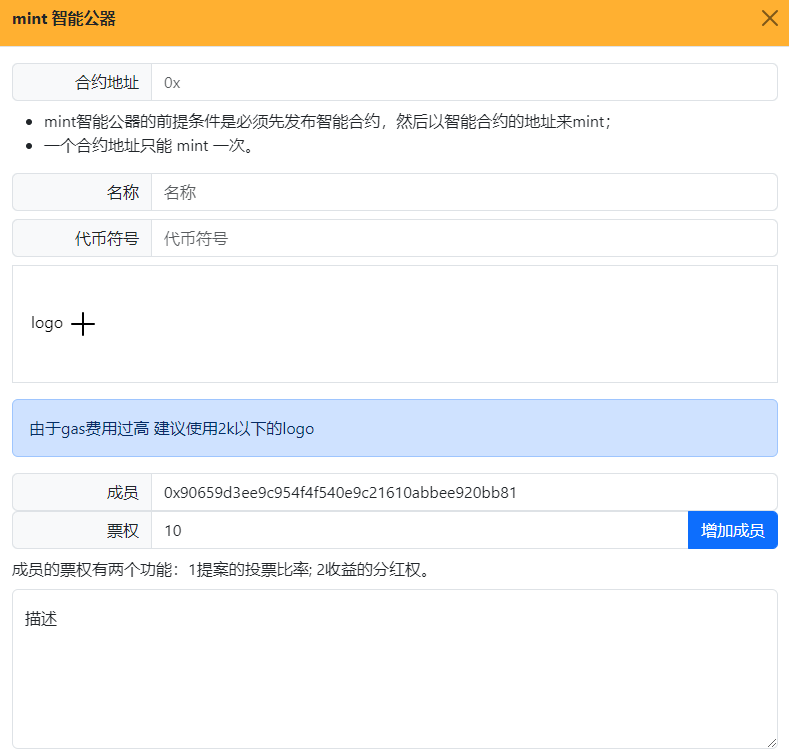 mint 智能公器
合约地址 0x
mint智能公器的前提条件是必须先发布智能合约，然后以智能合约的地址来mint；
一个合约地址只能 mint 一次。
名称 名称
代币符号 代币符号
logo
由于gas费用过高 建议使用2k以下的logo
成员 0x90659d3ee9c954f4f540e9c21610abbee920bb81
票权 10 增加成员
成员的票权有两个功能：1提案的投票比率; 2收益的分红权。
描述